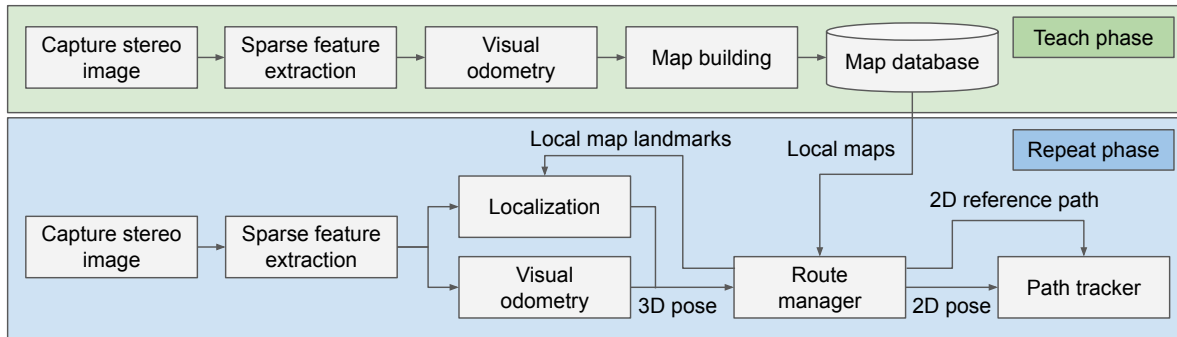 Teach phase
Capture stereo
image
Sparse feature
extraction
Visual
odometry
Map building
Map database
Repeat phase
Local map landmarks
Local maps
2D reference path
Localization
Capture stereo
image
Sparse feature
extraction
Visual
odometry
3D pose
Route
manager
2D pose
Path tracker